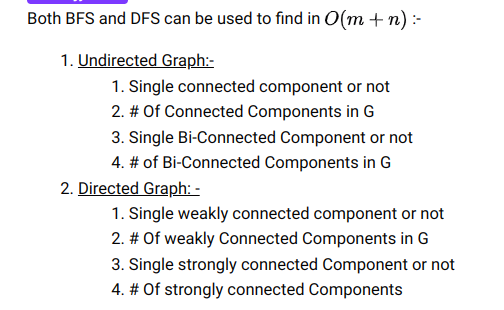 Both BFS and DFS can be used to find in O(m + n) :-
1. Undirected Graph:-
1. Single connected component or not
2. # Of Connected Components in G
3. Single Bi-Connected Component or not
4. # of Bi-Connected Components in G
2. Directed Graph: -
1. Single weakly connected component or not
2. # Of weakly Connected Components in G
3. Single strongly connected Component or not
4. # Of strongly connected Components